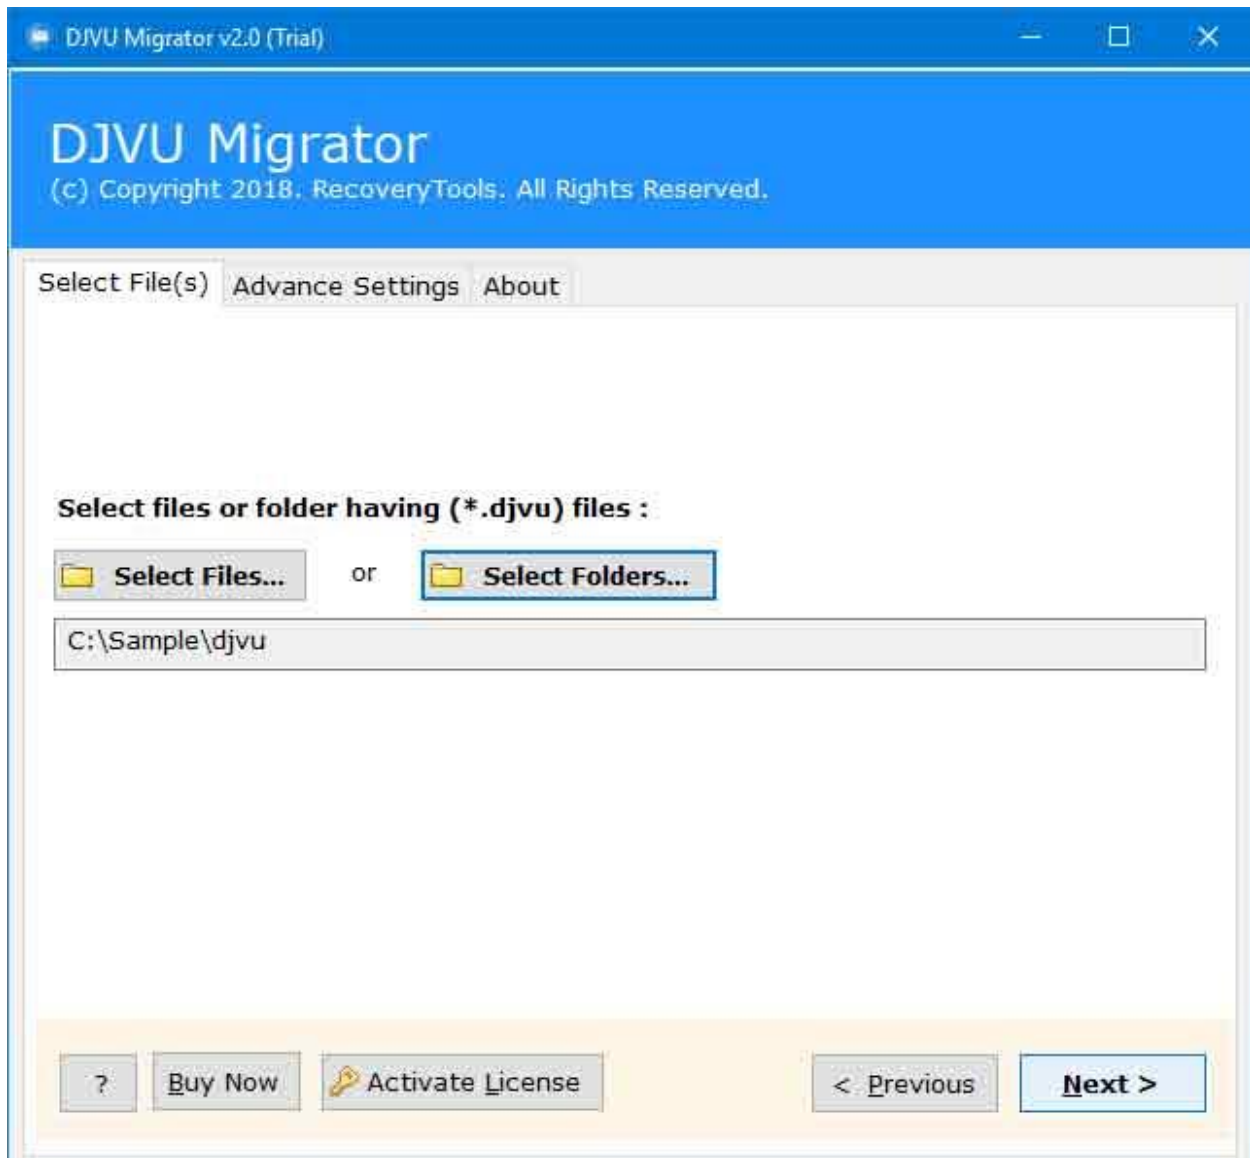 DJVU Migrator v2.0 (Trial)
DJVU Migrator
(c) Copyright 2018. RecoveryTools. All Rights Reserved.
Select File(s) Advance Settings About
Select files or folder having (*.djvu) files :
Select Files... or Select Folders...
C:\Sample\djvu
? Buy Now Activate License < Previous Next >